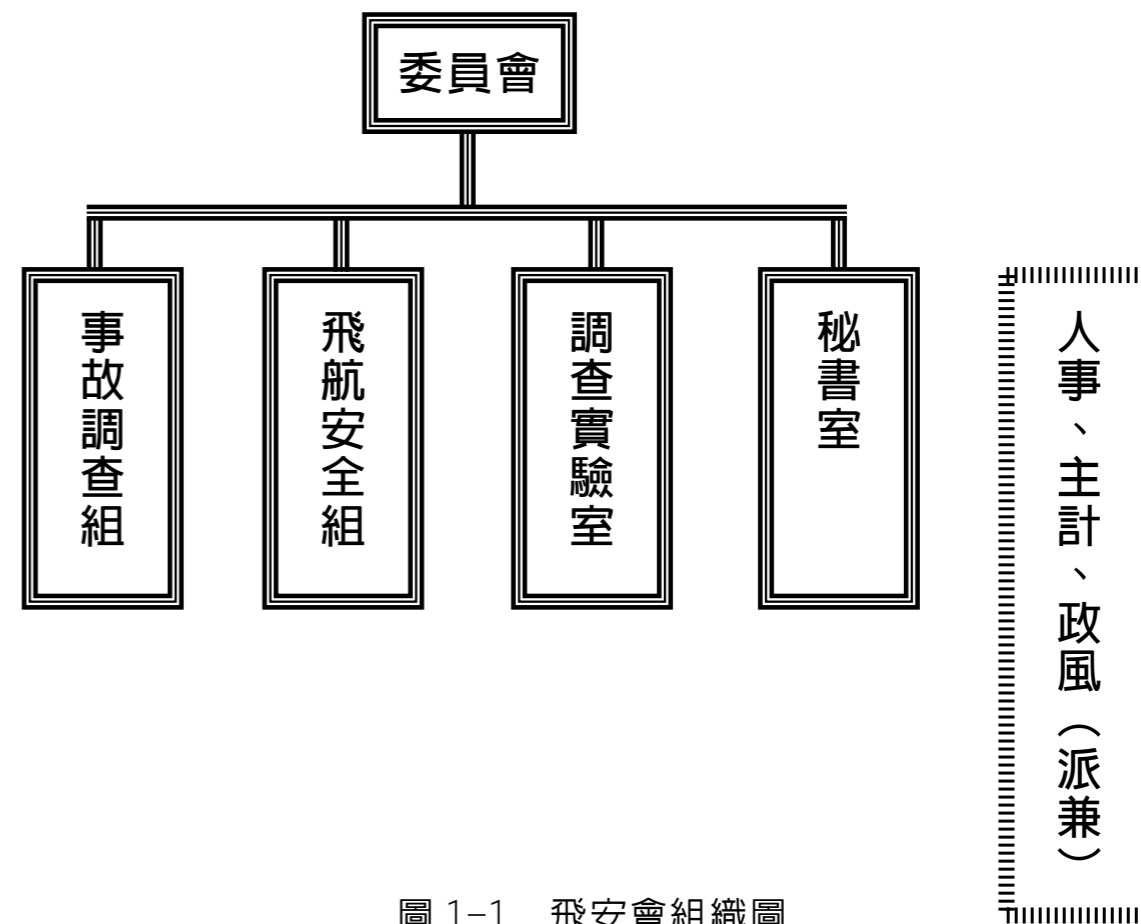 委員會
事故調查組
飛航安全組
調查實驗室
秘書室
人事、主計、政風（派兼）
圖 1-1 飛安會組織圖